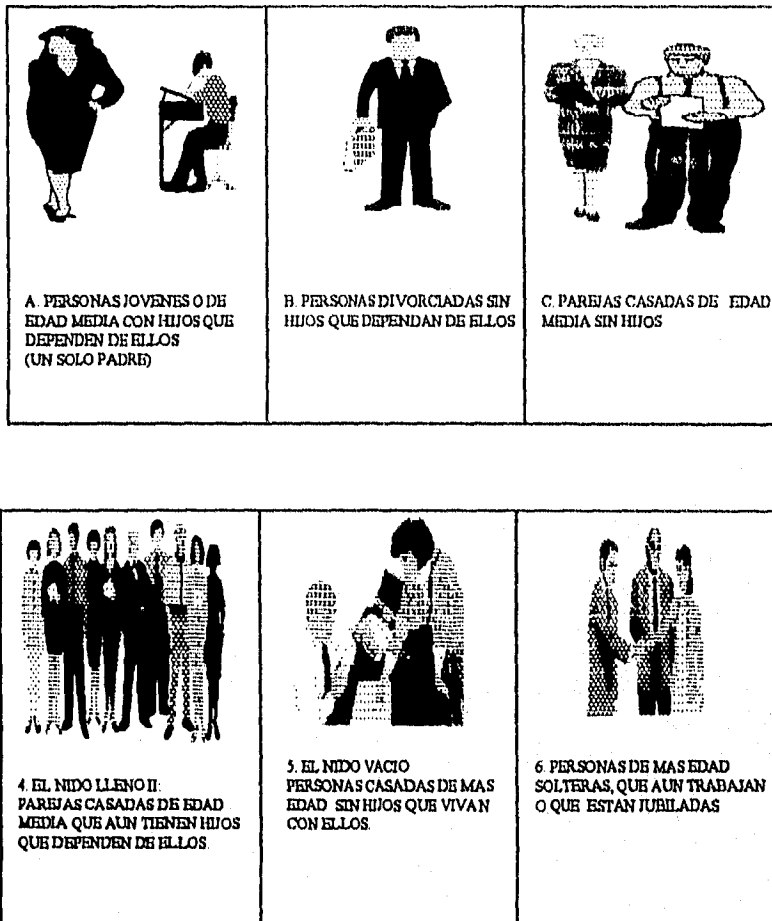 A. PERSONAS JOVENES O DE
EDAD MEDIA CON HIJOS QUE
DEPENDEN DE ELLOS
(UN SOLO PADRE)
B. PERSONAS DIVORCIADAS SIN
HIJOS QUE DEPENDAN DE ELLOS
C. PAREJAS CASADAS DE EDAD
MEDIA SIN HIJOS
4. EL NIDO LLENO II:
PAREJAS CASADAS DE EDAD
MEDIA QUE AUN TIENEN HIJOS
QUE DEPENDEN DE ELLOS.
5. EL NIDO VACIO
PERSONAS CASADAS DE MAS
EDAD SIN HIJOS QUE VIVAN
CON ELLOS.
6. PERSONAS DE MAS EDAD
SOLTERAS, QUE AUN TRABAJAN
O QUE ESTAN JUBILADAS